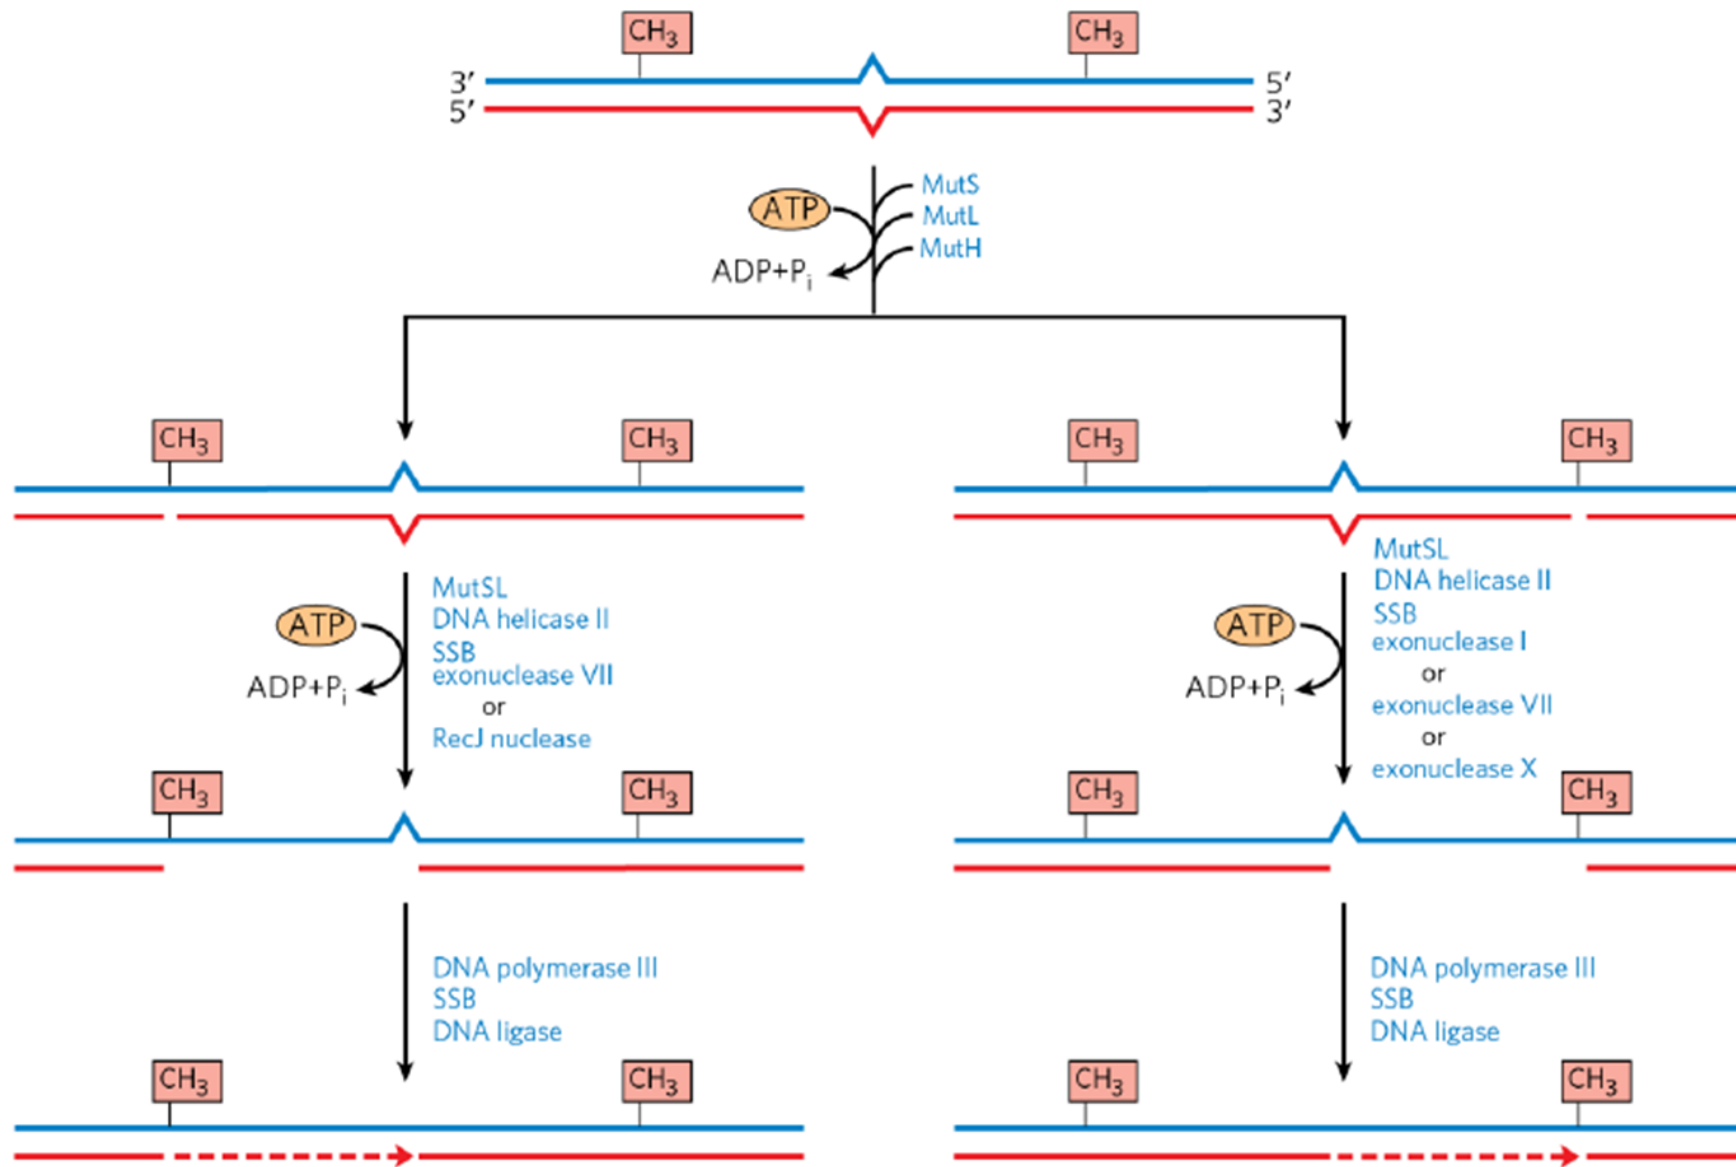 CH3 CH3
3′ 5′
5′ 3′
MutS
ATP MutL
MutH
ADP+Pi
CH3 CH3
CH3 CH3
MutSL
DNA helicase II
SSB
exonuclease VII
or
RecJ nuclease
ATP
ADP+Pi
MutSL
DNA helicase II
SSB
exonuclease I
or
exonuclease VII
or
exonuclease X
ATP
ADP+Pi
CH3 CH3
CH3 CH3
DNA polymerase III
SSB
DNA ligase
DNA polymerase III
SSB
DNA ligase
CH3 CH3
CH3 CH3